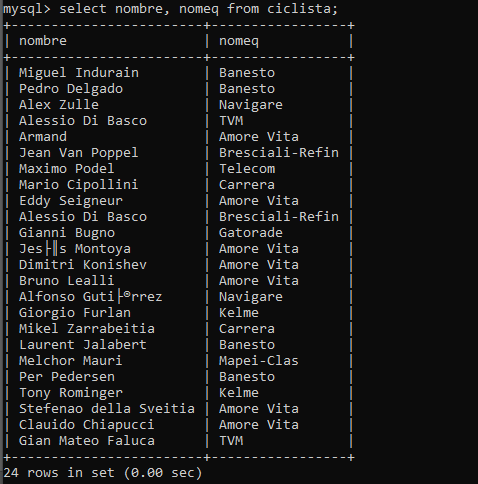 mysql> select nombre, nomeq from ciclista;
+------------------------+-----------------+
| nombre                 | nomeq           |
+------------------------+-----------------+
| Miguel Indurain        | Banesto         |
| Pedro Delgado          | Banesto         |
| Alex Zulle             | Navigare        |
| Alessio Di Basco       | TVM             |
| Armand                 | Amore Vita      |
| Jean Van Poppel        | Bresciali-Refin |
| Maximo Podel           | Telecom         |
| Mario Cipollini        | Carrera         |
| Eddy Seigneur          | Amore Vita      |
| Alessio Di Basco       | Bresciali-Refin |
| Gianni Bugno           | Gatorade        |
| Jes├║s Montoya         | Amore Vita      |
| Dimitri Konishev       | Amore Vita      |
| Bruno Lealli           | Amore Vita      |
| Alfonso Guti├®rrez     | Navigare        |
| Giorgio Furlan         | Kelme           |
| Mikel Zarrabeitia      | Carrera         |
| Laurent Jalabert       | Banesto         |
| Melchor Mauri          | Mapei-Clas      |
| Per Pedersen           | Banesto         |
| Tony Rominger          | Kelme           |
| Stefenao della Sveitia | Amore Vita      |
| Clauido Chiapucci      | Amore Vita      |
| Gian Mateo Faluca      | TVM             |
+------------------------+-----------------+
24 rows in set (0.00 sec)